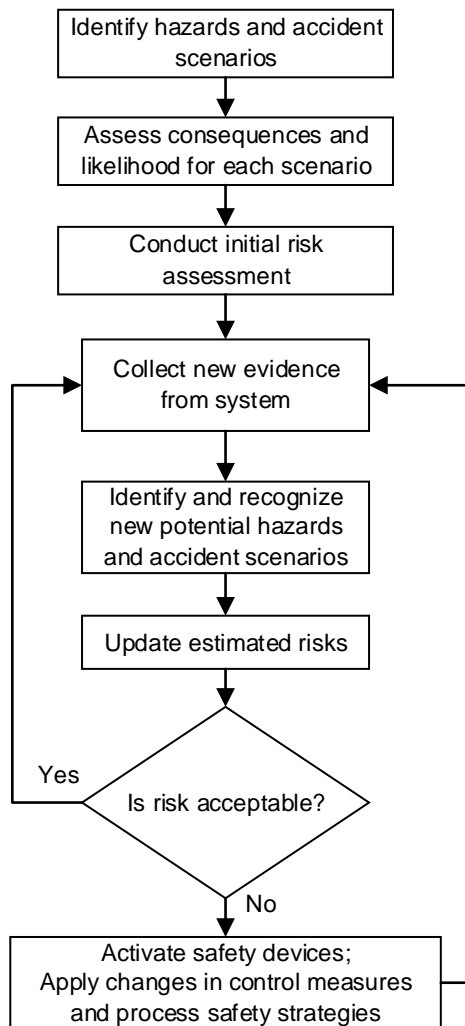 Identify hazards and accident
scenarios
Assess consequences and
likelihood for each scenario
Conduct initial risk
assessment
Collect new evidence
from system
Identify and recognize
new potential hazards
and accident scenarios
Update estimated risks
Yes
Is risk acceptable?
No
Activate safety devices;
Apply changes in control measures
and process safety strategies